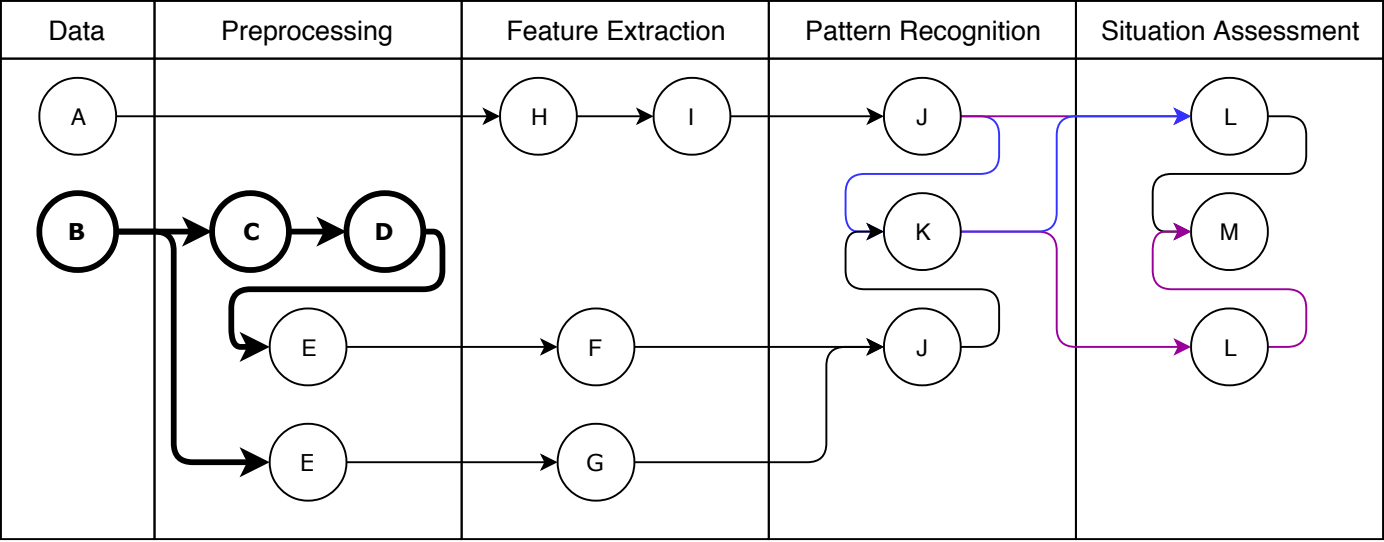 Data Preprocessing Feature Extraction Pattern Recognition Situation Assessment
A H I J L
B C D K M
E F J L
E G